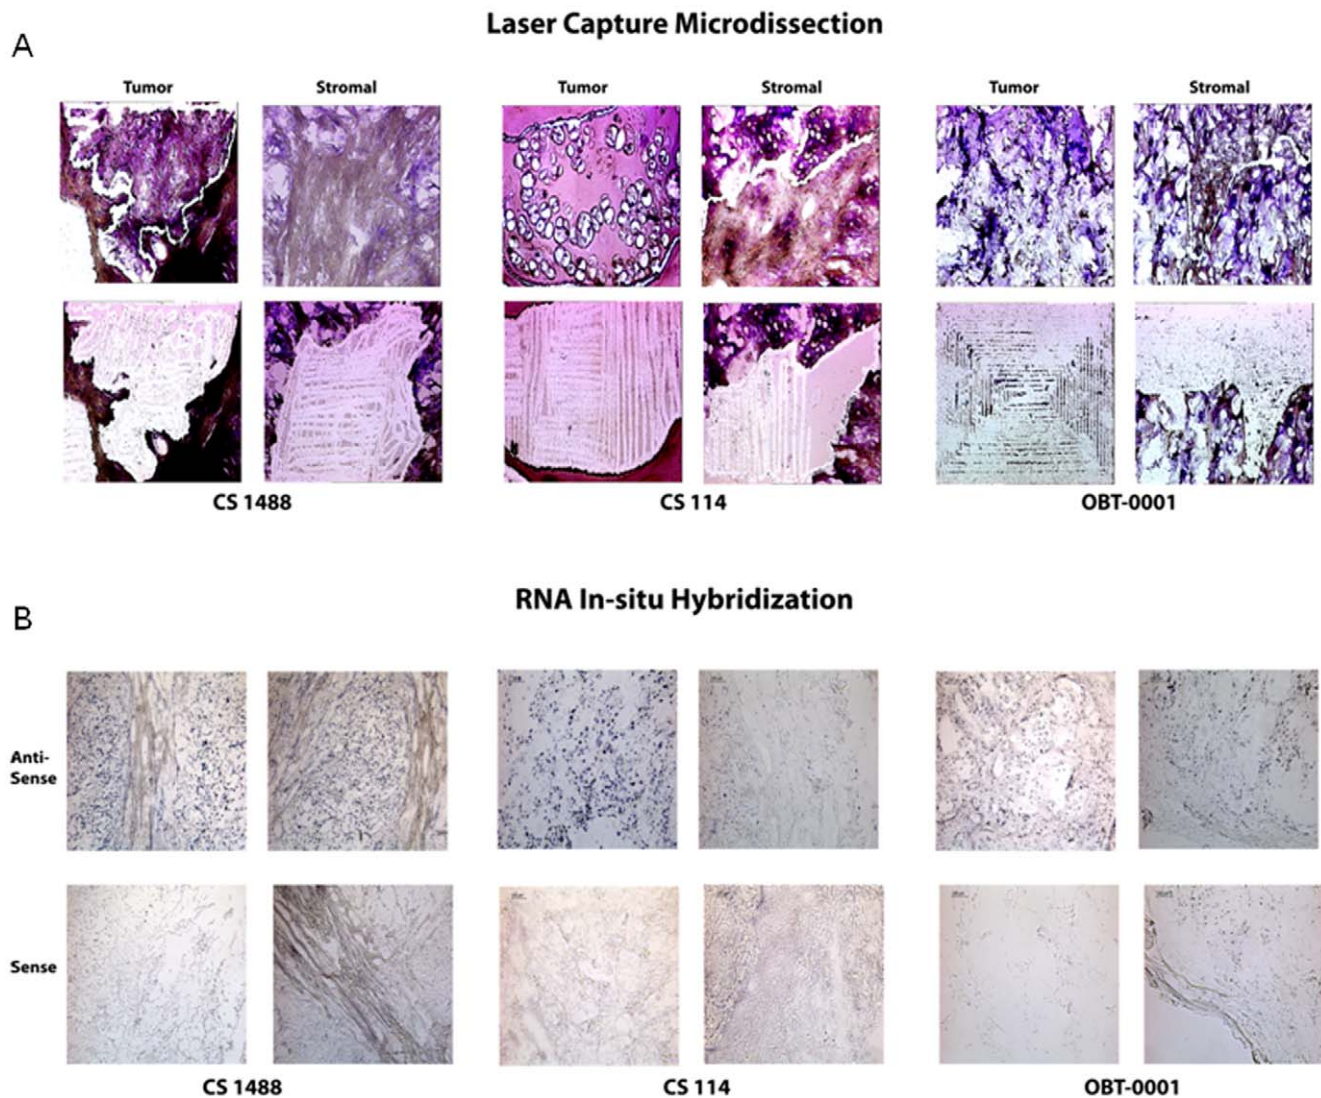 A
Laser Capture Microdissection
Tumor Stromal Tumor Stromal Tumor Stromal
CS 1488 CS 114 OBT-0001
B
RNA In-situ Hybridization
Anti-
Sense
Sense
CS 1488 CS 114 OBT-0001